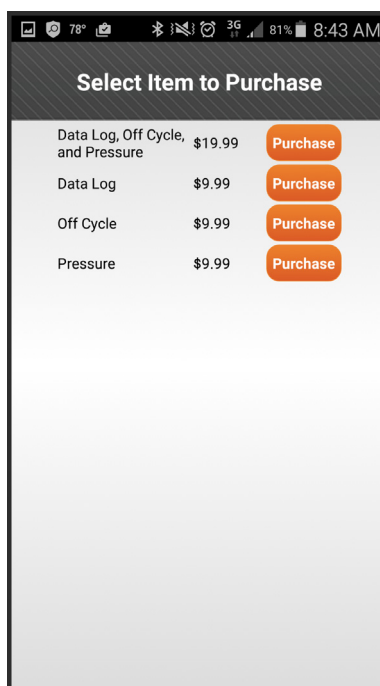 78° 3G 81% 8:43 AM
Select Item to Purchase
Data Log, Off Cycle,
and Pressure $19.99 Purchase
Data Log $9.99 Purchase
Off Cycle $9.99 Purchase
Pressure $9.99 Purchase